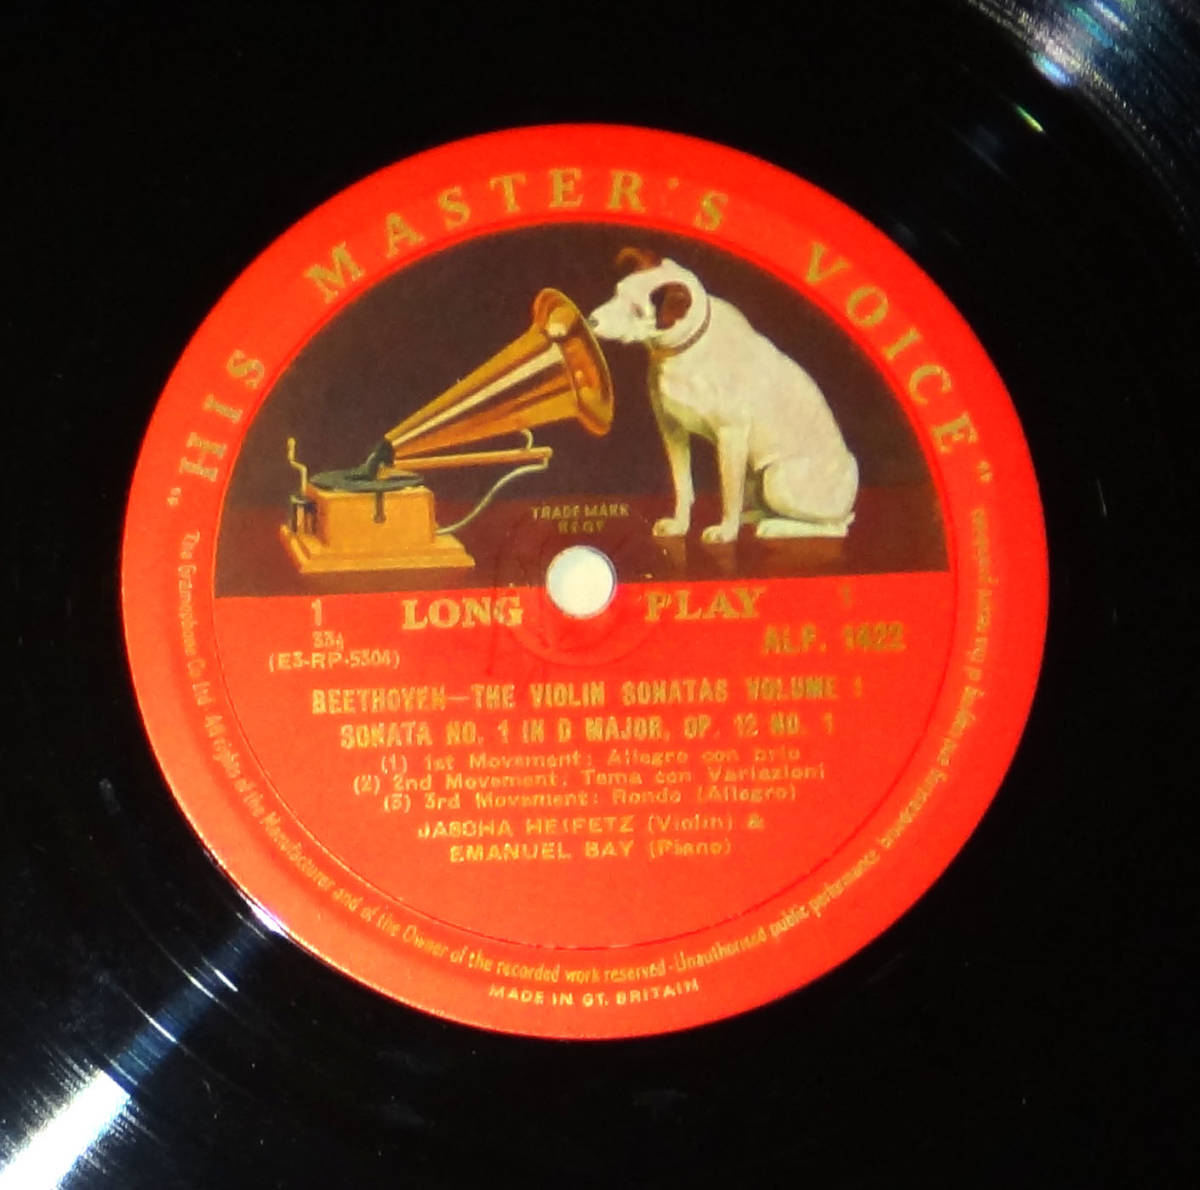 "HIS MASTER'S VOICE"
TRADE MARK
REG'D
LONG PLAY
1
33⅓
ALP. 1422
(E3-RP-5304)
BEETHOVEN—THE VIOLIN SONATAS VOLUME 1
SONATA NO. 1 IN D MAJOR, OP. 12 NO. 1
(1) 1st Movement: Allegro con brio
(2) 2nd Movement: Tema con Variazioni
(3) 3rd Movement: Rondo (Allegro)
JASCHA HEIFETZ (Violin) &
EMANUEL BAY (Piano)
The Gramophone Co Ltd. All rights of the Manufacturer and of the Owner of the recorded work reserved - Unauthorised public performance broadcasting and copying of this record prohibited
MADE IN GT. BRITAIN